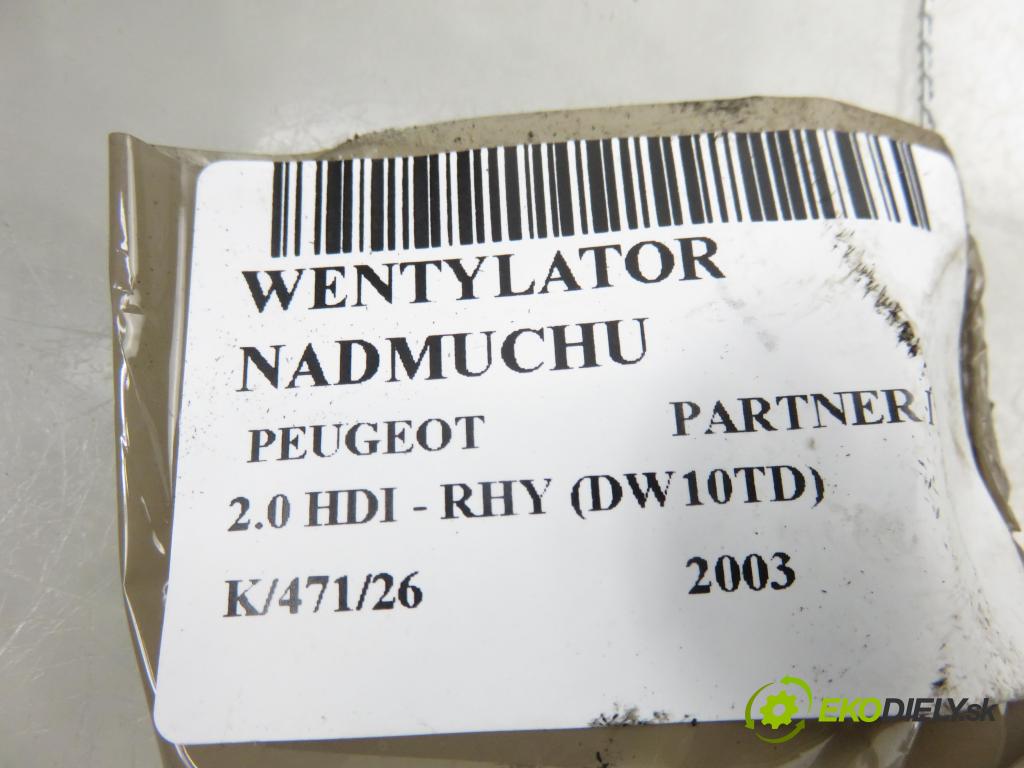 WENTYLATOR
NADMUCHU
PEUGEOT PARTNER I
2.0 HDI - RHY (DW10TD)
K/471/26 2003
EKODIELY.sk